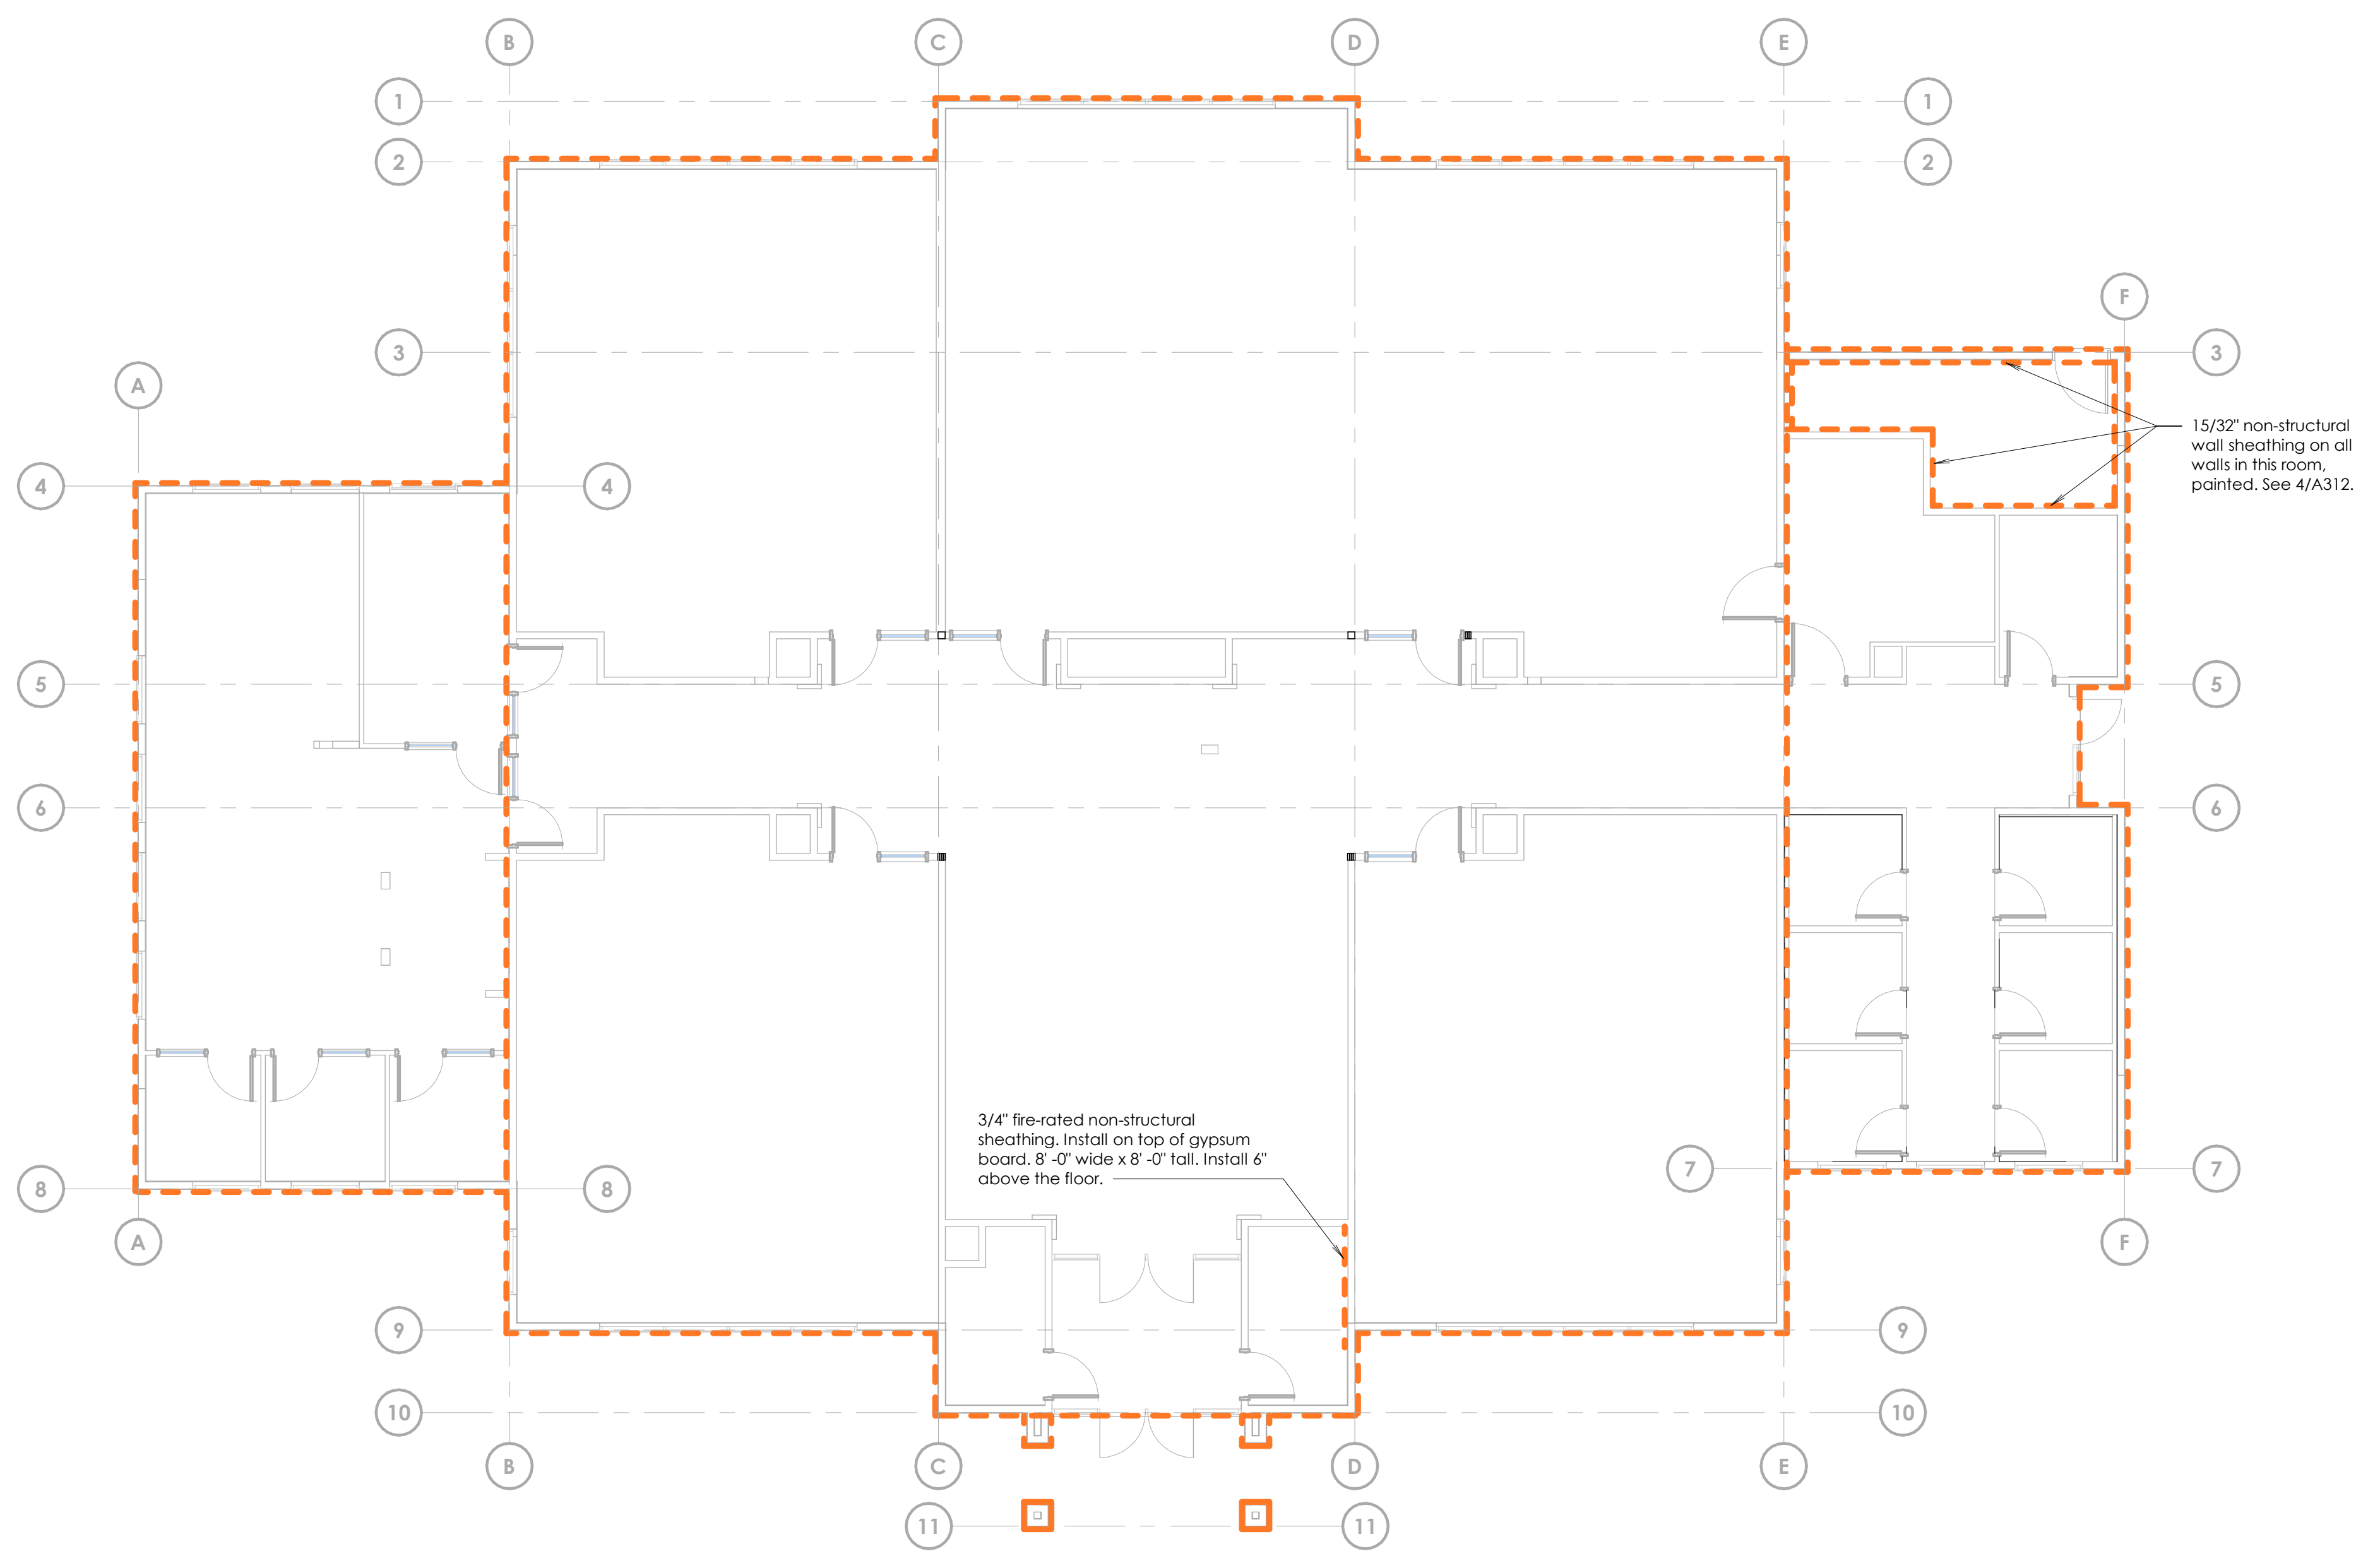 B
C
D
E
1
1
2
2
F
3
3
A
15/32" non-structural
wall sheathing on all
walls in this room,
painted. See 4/A312.
4
4
5
5
6
6
3/4" fire-rated non-structural
sheathing. Install on top of gypsum
board. 8' -0" wide x 8' -0" tall. Install 6"
above the floor.
7
7
8
8
A
F
9
9
10
10
B
C
D
E
11
11